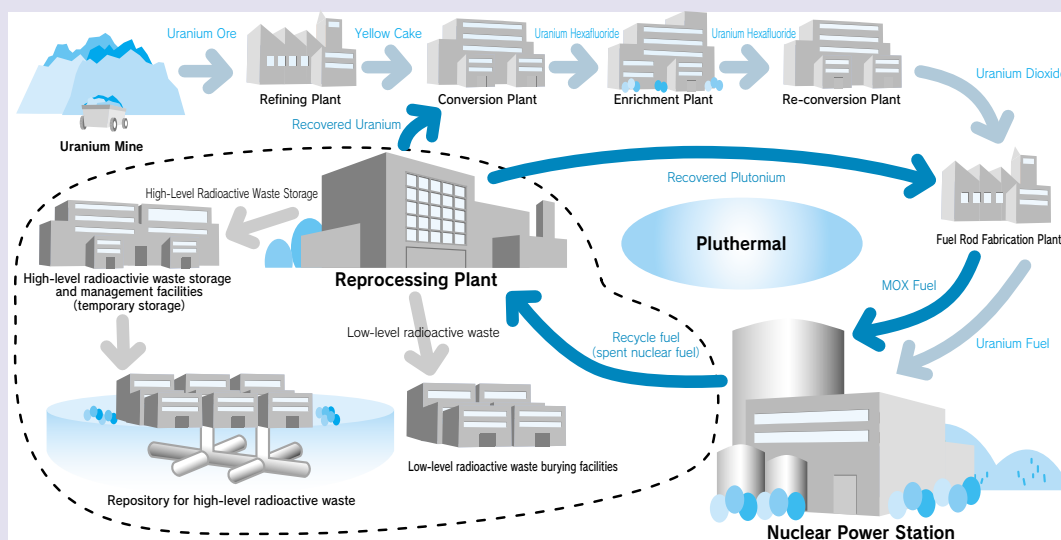 Uranium Ore
Yellow Cake
Uranium Hexafluoride
Uranium Hexafluoride
Uranium Dioxide
Refining Plant
Conversion Plant
Enrichment Plant
Re-conversion Plant
Uranium Mine
Recovered Uranium
Recovered Plutonium
High-Level Radioactive Waste Storage
Pluthermal
Fuel Rod Fabrication Plant
High-level radioactivie waste storage
and management facilities
(temporary storage)
Reprocessing Plant
MOX Fuel
Uranium Fuel
Low-level radioactive waste
Recycle fuel
(spent nuclear fuel)
Low-level radioactive waste burying facilities
Repository for high-level radioactive waste
Nuclear Power Station